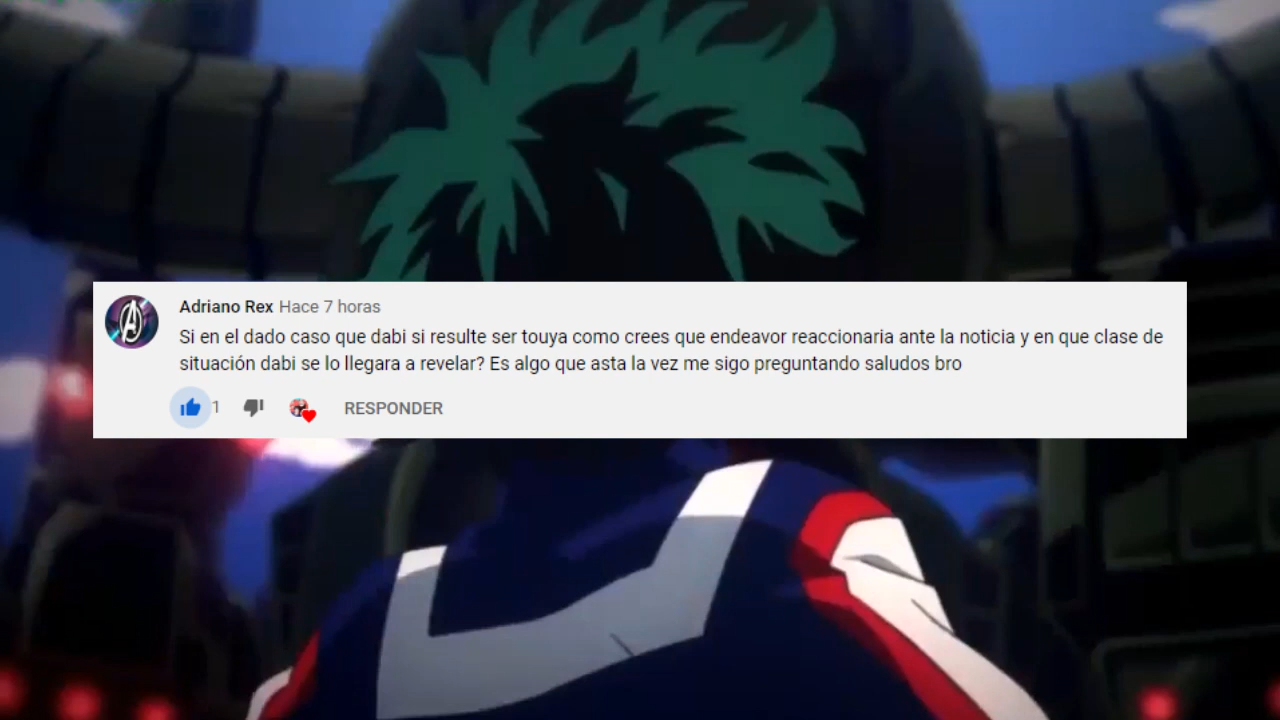 Adriano Rex Hace 7 horas
Si en el dado caso que dabi si resulte ser touya como crees que endeavor reaccionaria ante la noticia y en que clase de
situación dabi se lo llegara a revelar? Es algo que asta la vez me sigo preguntando saludos bro
1 RESPONDER